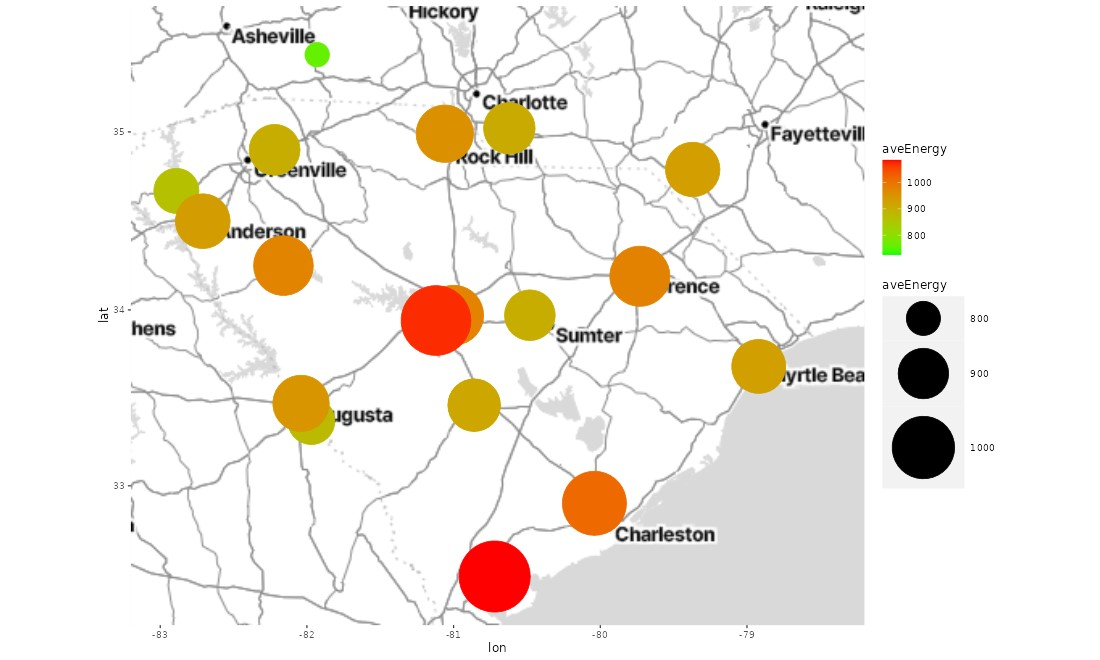 Hickory
Asheville
Charlotte
Fayettevill
Rock Hill
Anderson
rence
hens
Sumter
yrtle Bea
ugusta
Charleston
35
34
33
lat
-83
-82
-81
-80
-79
lon
aveEnergy
1000
900
800
aveEnergy
800
900
1000